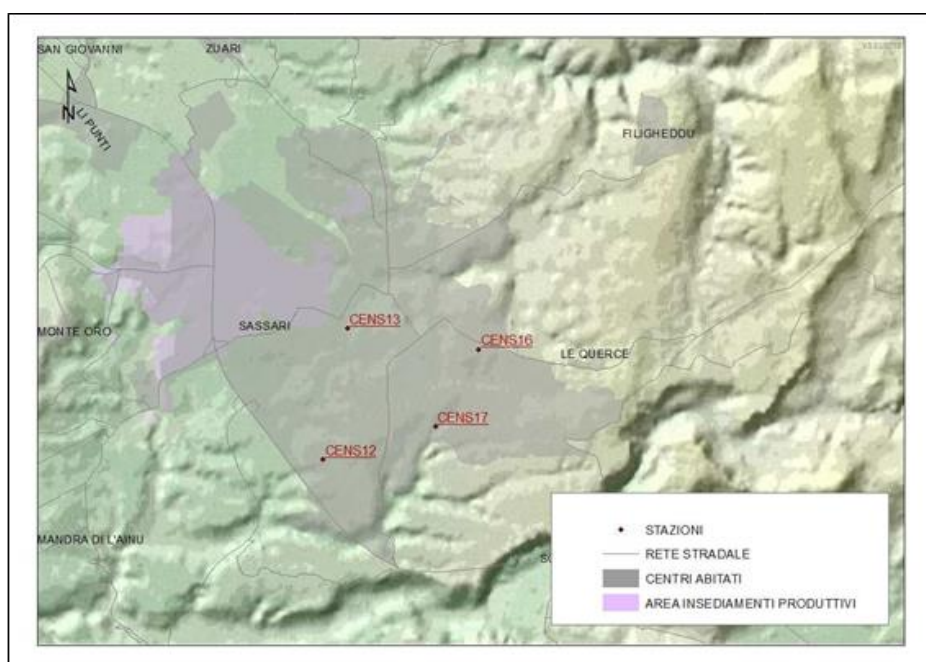 SAN GIOVANNI
ZUARI
LI PUNTI
N
FILIGHEDDU
MONTE ORO
SASSARI
CENS13
CENS16
LE QUERCE
CENS17
CENS12
MANDRA DI L'AINU
STAZIONI
RETE STRADALE
CENTRI ABITATI
AREA INSEDIAMENTI PRODUTTIVI